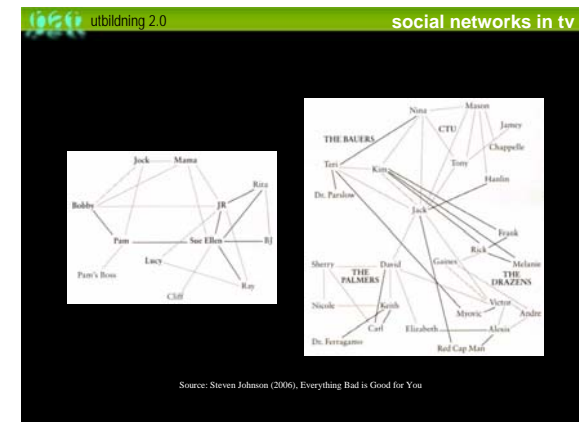 utbildning 2.0
social networks in tv
Jock Mama
Rita
Bobby JR
Pam Sue Ellen BJ
Lucy
Pam's Boss
Ray
Cliff
Nina Mason
CTU Jamey
THE BAUERS
Chappelle
Teri Kim Tony
Hanlin
Dr. Parslow
Jack
Frank
Rick
Sherry David Gaines Melanie
THE PALMERS
THE DRAZENS
Nicole Keith Victor
Myovic Andre
Carl Elizabeth Alexis
Dr. Ferragamo
Red Cap Man
Source: Steven Johnson (2006), Everything Bad is Good for You